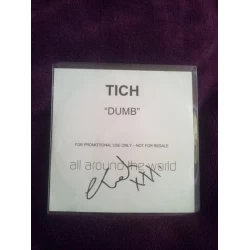 TICH
"DUMB"
FOR PROMOTIONAL USE ONLY - NOT FOR RESALE
all around the world